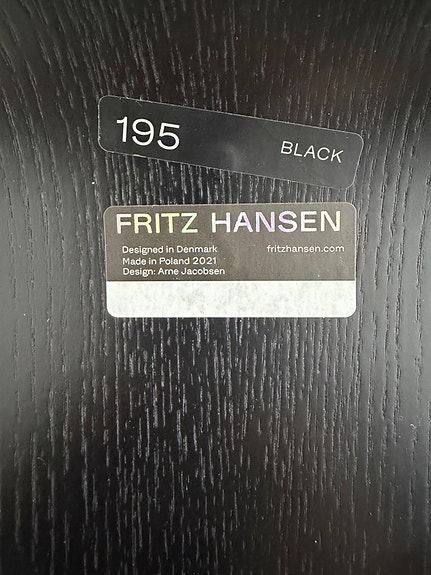 195 BLACK
FRITZ HANSEN
Designed in Denmark fritzhansen.com
Made in Poland 2021
Design: Arne Jacobsen